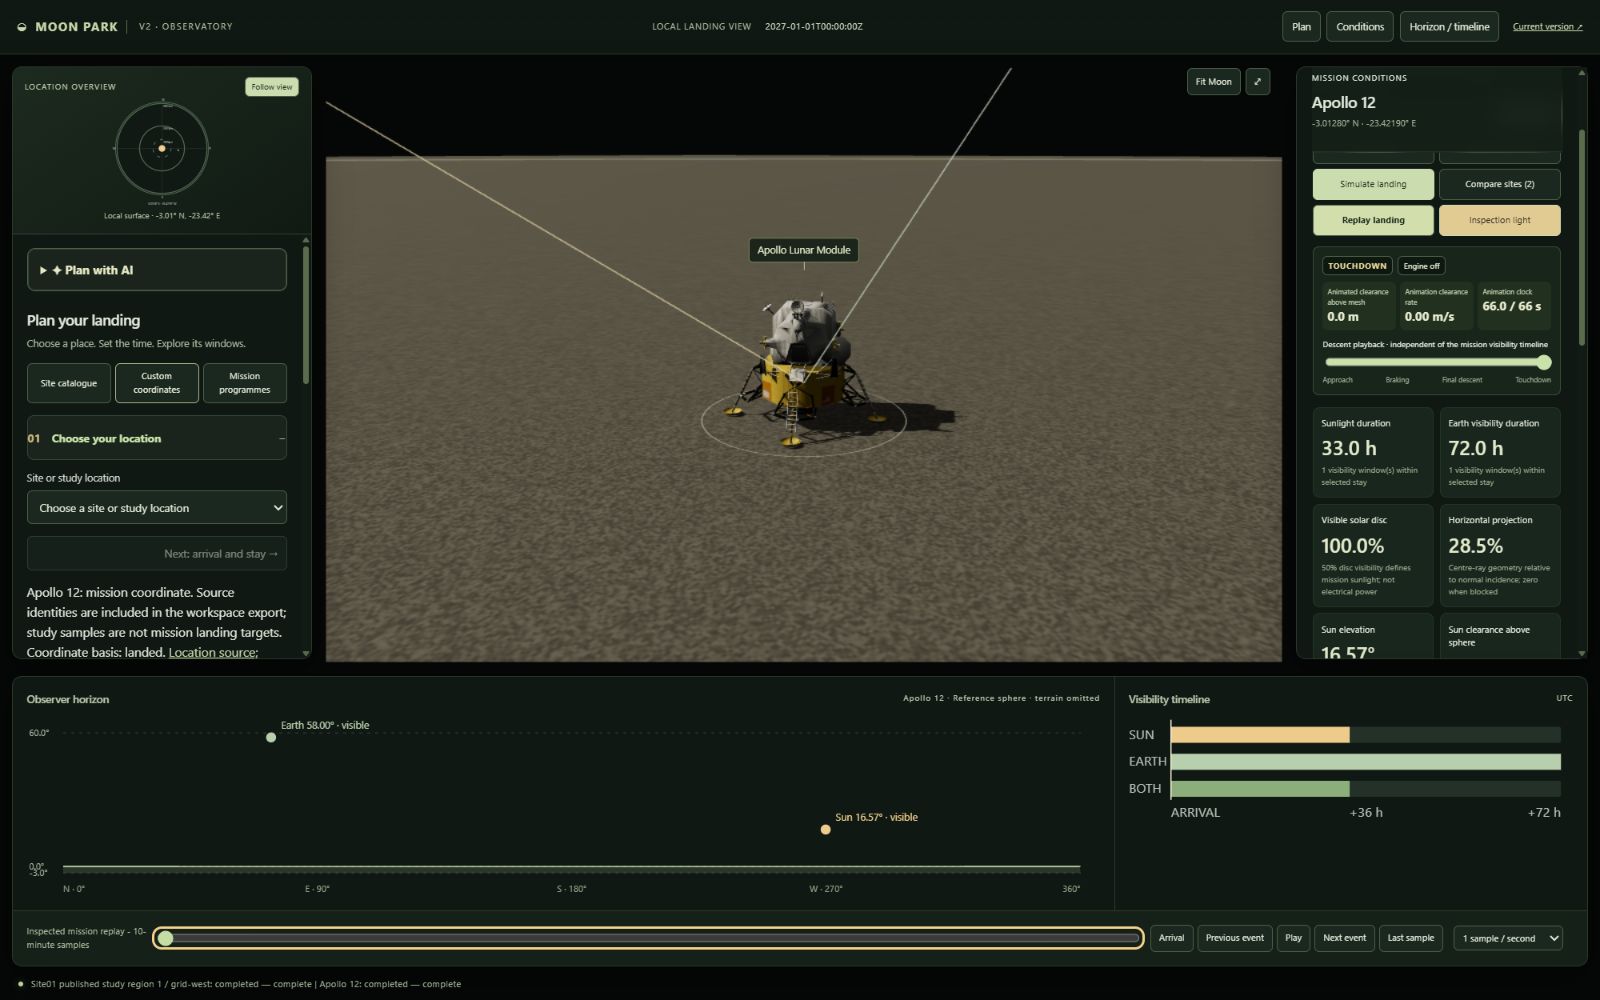 MOON PARK
V2 · OBSERVATORY
LOCAL LANDING VIEW 2027-01-01T00:00:00Z
Plan
Conditions
Horizon / timeline
Current version ↗
LOCATION OVERVIEW
Follow view
Local surface · -3.01° N, -23.42° E
▶ ✦ Plan with AI
Plan your landing
Choose a place. Set the time. Explore its windows.
Site catalogue
Custom
coordinates
Mission
programmes
01 Choose your location –
Site or study location
Choose a site or study location
Next: arrival and stay →
Apollo 12: mission coordinate. Source
identities are included in the workspace export;
study samples are not mission landing targets.
Coordinate basis: landed. Location source;
Fit Moon
Apollo Lunar Module
MISSION CONDITIONS
Apollo 12
-3.01280° N · -23.42190° E
Simulate landing
Compare sites (2)
Replay landing
Inspection light
TOUCHDOWN
Engine off
Animated clearance
above mesh
0.0 m
Animation clearance
rate
0.00 m/s
Animation clock
66.0 / 66 s
Descent playback · independent of the mission visibility timeline
Approach Braking Final descent Touchdown
Sunlight duration
33.0 h
1 visibility window(s) within
selected stay
Earth visibility duration
72.0 h
1 visibility window(s) within
selected stay
Visible solar disc
100.0%
50% disc visibility defines
mission sunlight; not
electrical power
Horizontal projection
28.5%
Centre-ray geometry relative
to normal incidence; zero
when blocked
Sun elevation
16.57°
Sun clearance above
sphere
Observer horizon
Apollo 12 · Reference sphere · terrain omitted
Earth 58.00° · visible
60.0°
Sun 16.57° · visible
0.0°
-3.0°
N · 0° E · 90° S · 180° W · 270° 360°
Visibility timeline
UTC
SUN
EARTH
BOTH
ARRIVAL +36 h +72 h
Inspected mission replay - 10-
minute samples
Arrival
Previous event
Play
Next event
Last sample
1 sample / second
Site01 published study region 1 / grid-west: completed — complete | Apollo 12: completed — complete